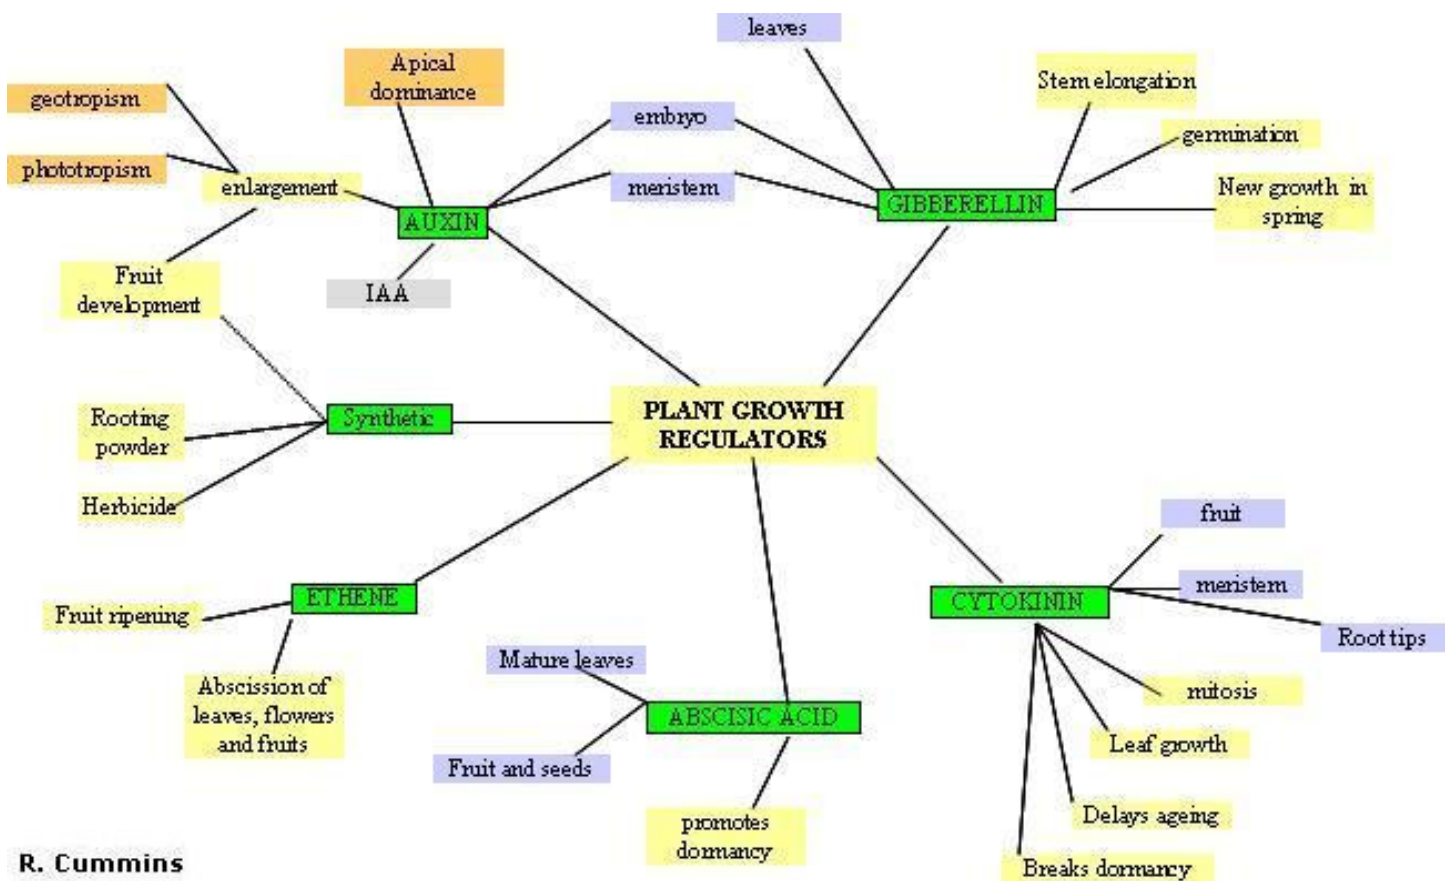 leaves
Apical
dominance
Stem elongation
geotropism
embryo
germination
phototropism
enlargement
meristem
AUXIN
GIBBERELLIN
New growth in
spring
Fruit
development
IAA
PLANT GROWTH
REGULATORS
Rooting
powder
Synthetic
Herbicide
fruit
ETHENE
CYTOKININ
meristem
Fruit ripening
Root tips
Mature leaves
Abscission of
leaves, flowers
and fruits
mitosis
ABSCISIC ACID
Leaf growth
Fruit and seeds
promotes
dormancy
Delays ageing
Breaks dormancy
R. Cummins